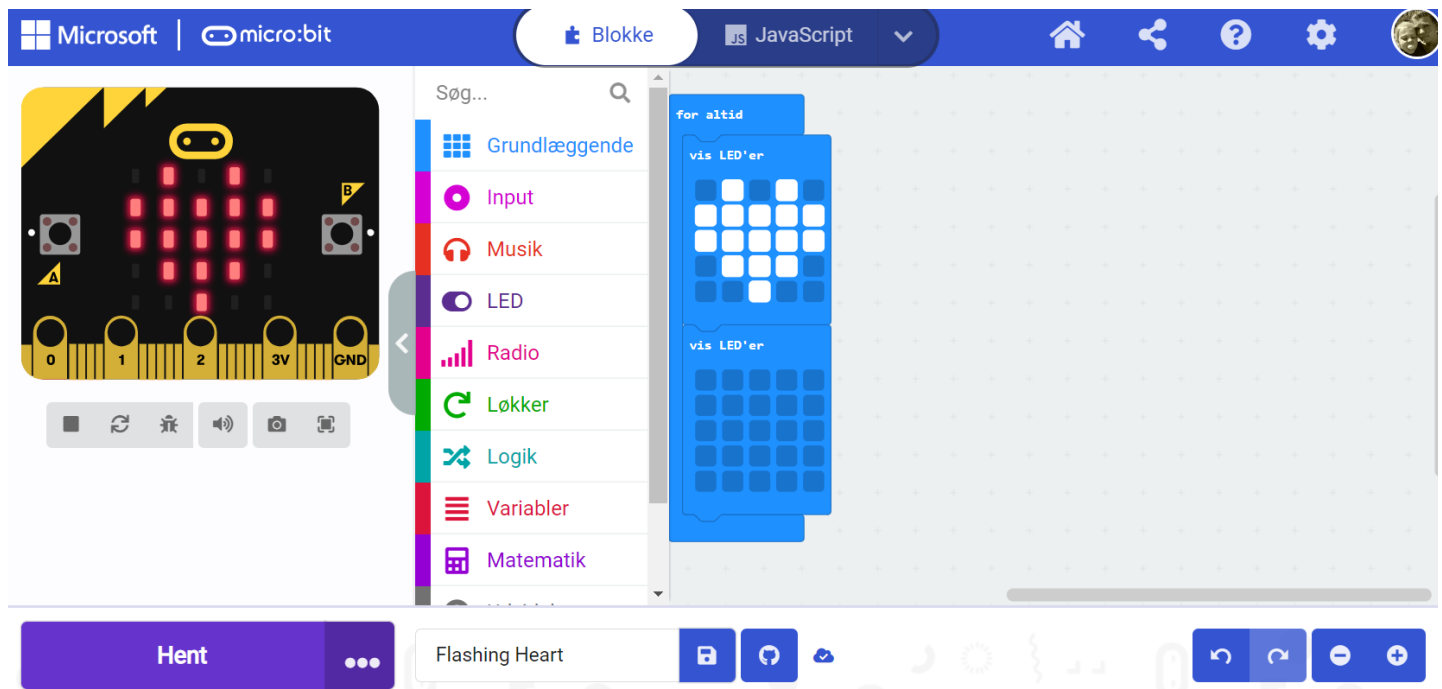 Microsoft micro:bit
Blokke
JS JavaScript
Søg...
Grundlæggende
Input
Musik
LED
Radio
Løkker
Logik
Variabler
Matematik
A
B
0 1 2 3V GND
for altid
vis LED'er
vis LED'er
Hent
Flashing Heart